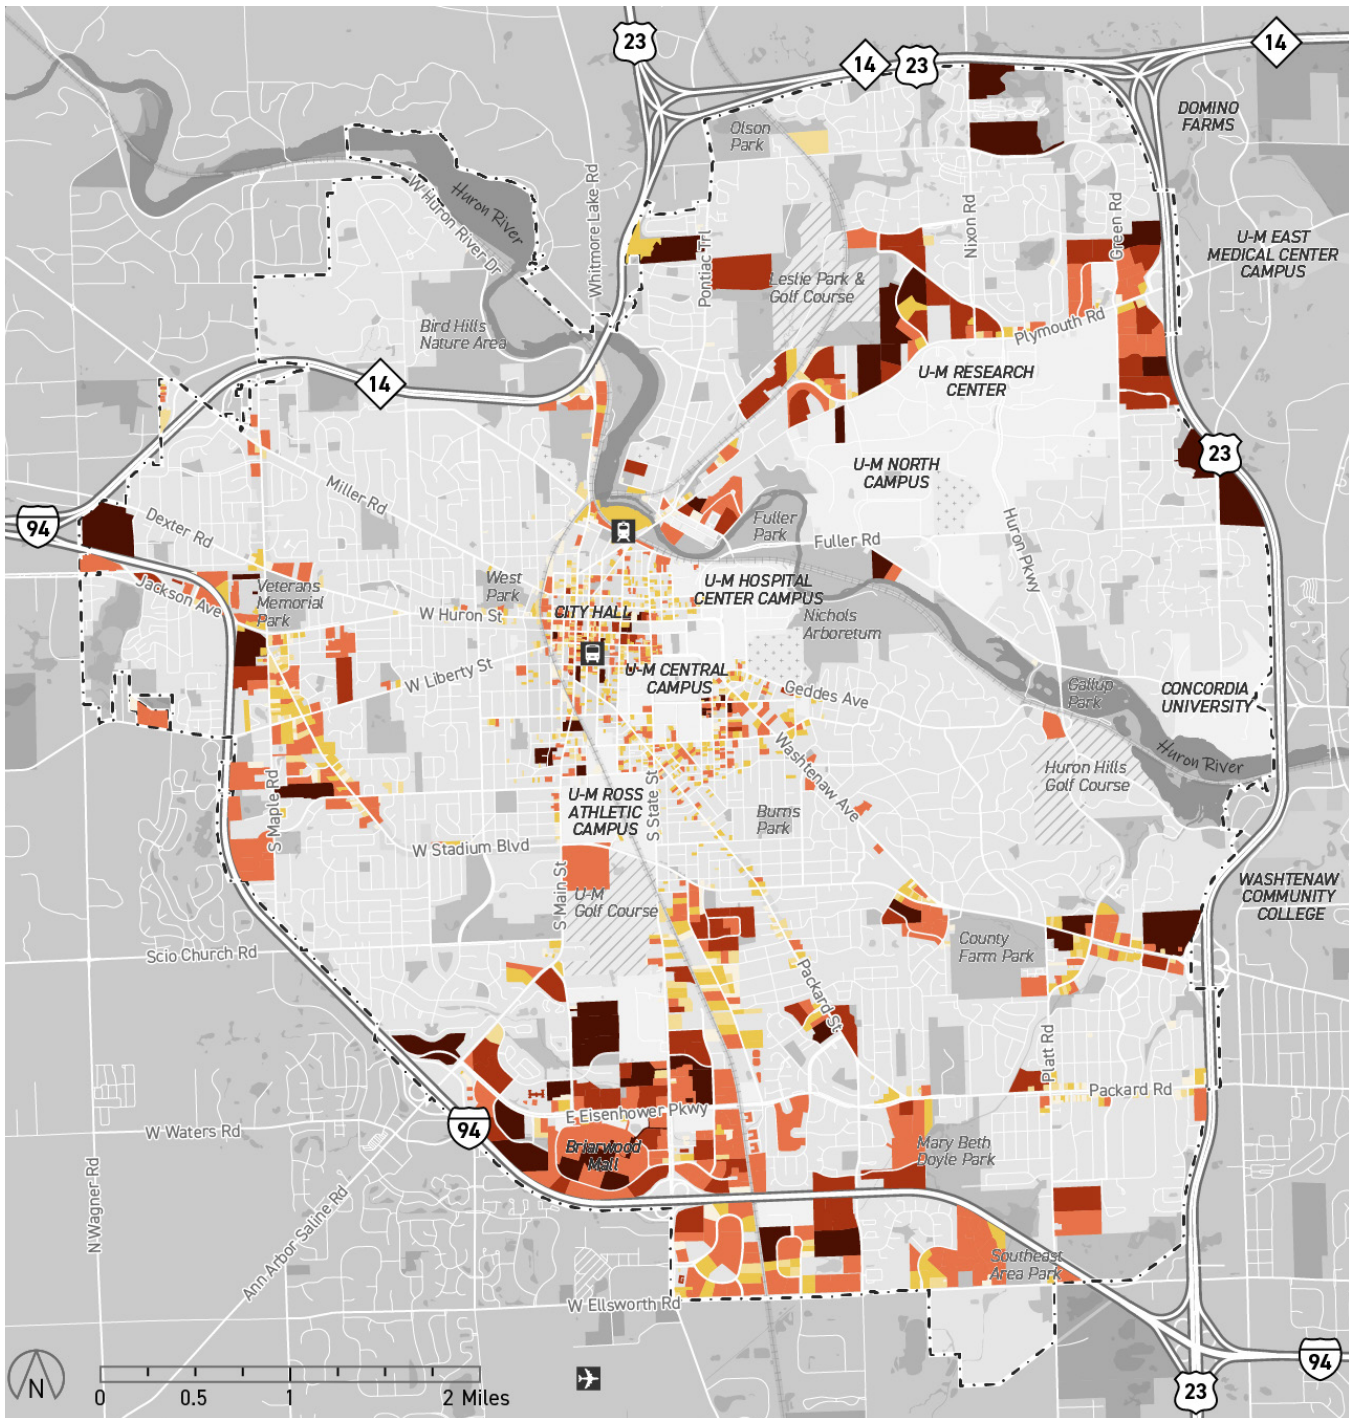 23
14
14
23
DOMINO
FARMS
Olson
Park
Huron River
W Huron River Dr
Whitmore Lake Rd
Pontiac Trl
Nixon Rd
Green Rd
U-M EAST
MEDICAL CENTER
CAMPUS
Leslie Park &
Golf Course
Bird Hills
Nature Area
Plymouth Rd
14
U-M RESEARCH
CENTER
23
U-M NORTH
CAMPUS
Miller Rd
94
Dexter Rd
Fuller
Park
Fuller Rd
Huron Pkwy
Jackson Ave
Veterans
Memorial
Park
West
Park
U-M HOSPITAL
CENTER CAMPUS
CITY HALL
W Huron St
Nichols
Arboretum
W Liberty St
U-M CENTRAL
CAMPUS
Geddes Ave
Gallup
Park
CONCORDIA
UNIVERSITY
Washtenaw Ave
Huron River
Huron Hills
Golf Course
S Maple Rd
U-M ROSS
ATHLETIC
CAMPUS
S State St
Burns
Park
W Stadium Blvd
S Main St
U-M
Golf Course
WASHTENAW
COMMUNITY
COLLEGE
Scio Church Rd
County
Farm Park
Packard St
Platt Rd
Packard Rd
E Eisenhower Pkwy
94
W Waters Rd
Briarwood
Mall
Mary Beth
Doyle Park
N Wagner Rd
Ann Arbor Saline Rd
Southeast
Area Park
W Ellsworth Rd
94
N
0 0.5 1 2 Miles
23